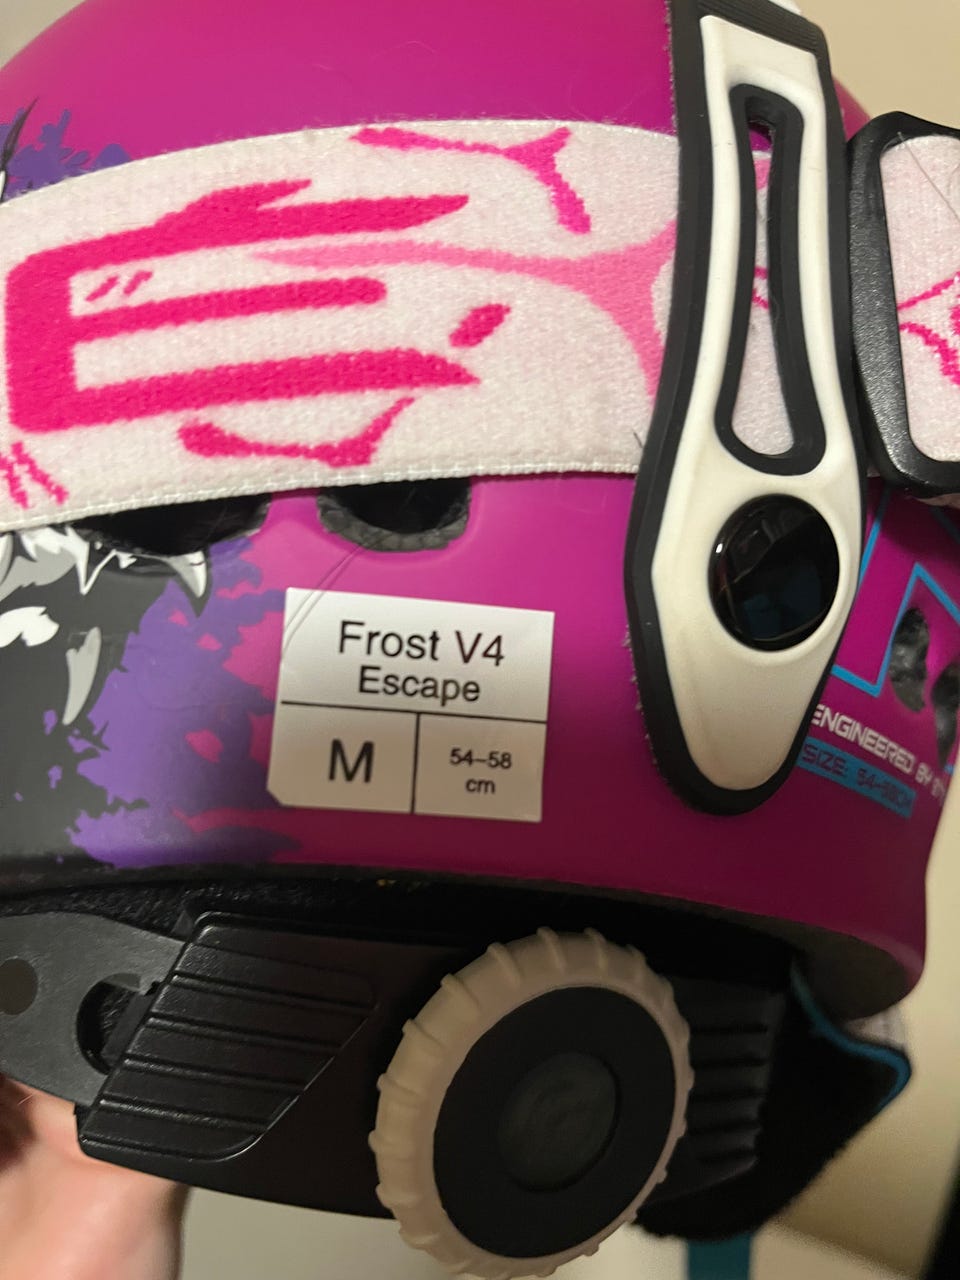 Frost V4
Escape
M
54–58
cm
ENGINEERED BY
SIZE: 54-58CM